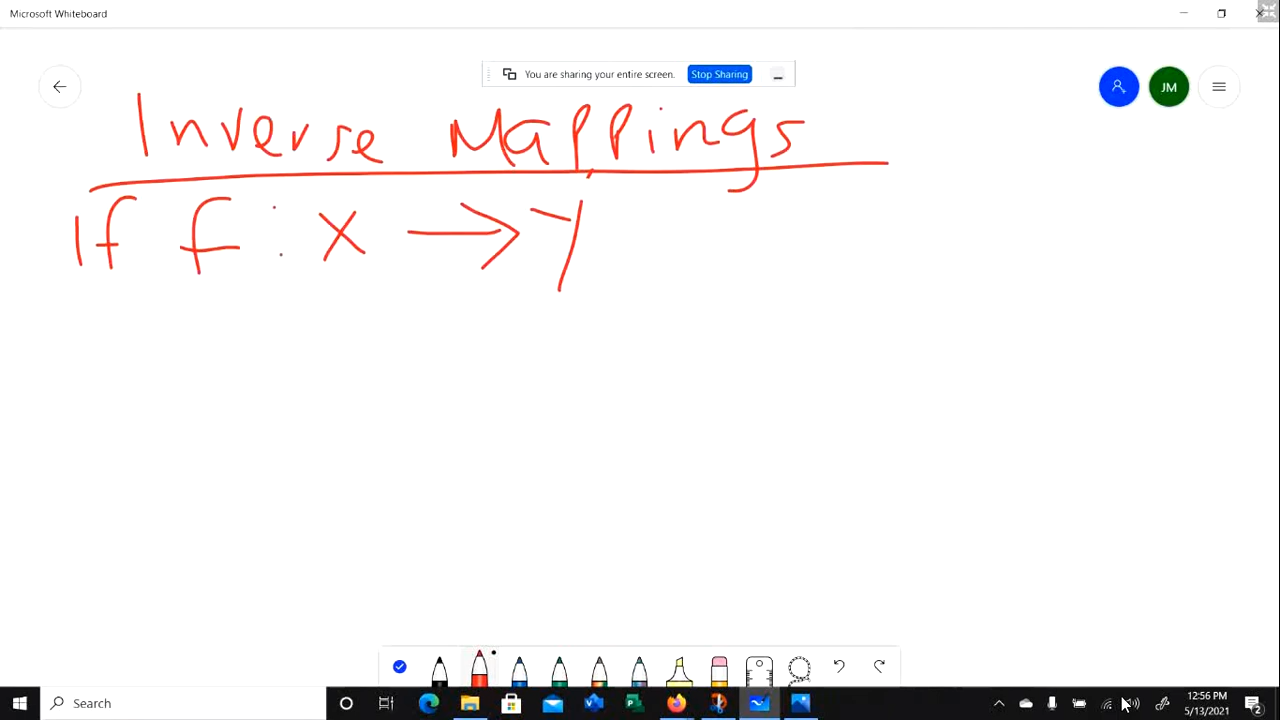 Microsoft Whiteboard
You are sharing your entire screen. Stop Sharing
JM
Inverse Mappings
If f : x → y
Search
12:56 PM
5/13/2021
2